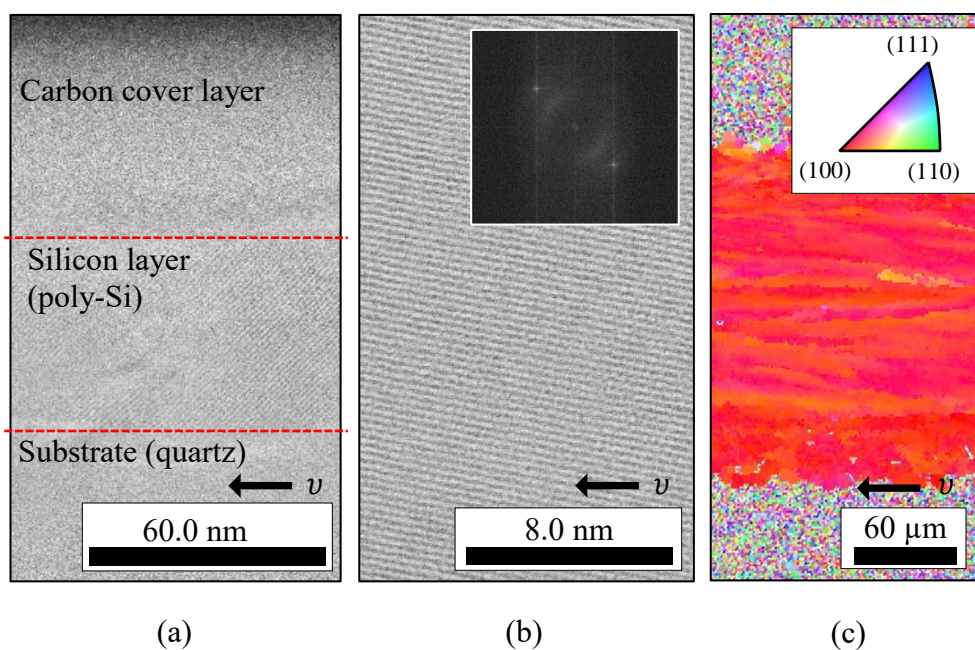 Carbon cover layer
Silicon layer
(poly-Si)
Substrate (quartz)
υ
60.0 nm
υ
8.0 nm
(111)
(100)
(110)
υ
60 µm
(a)
(b)
(c)